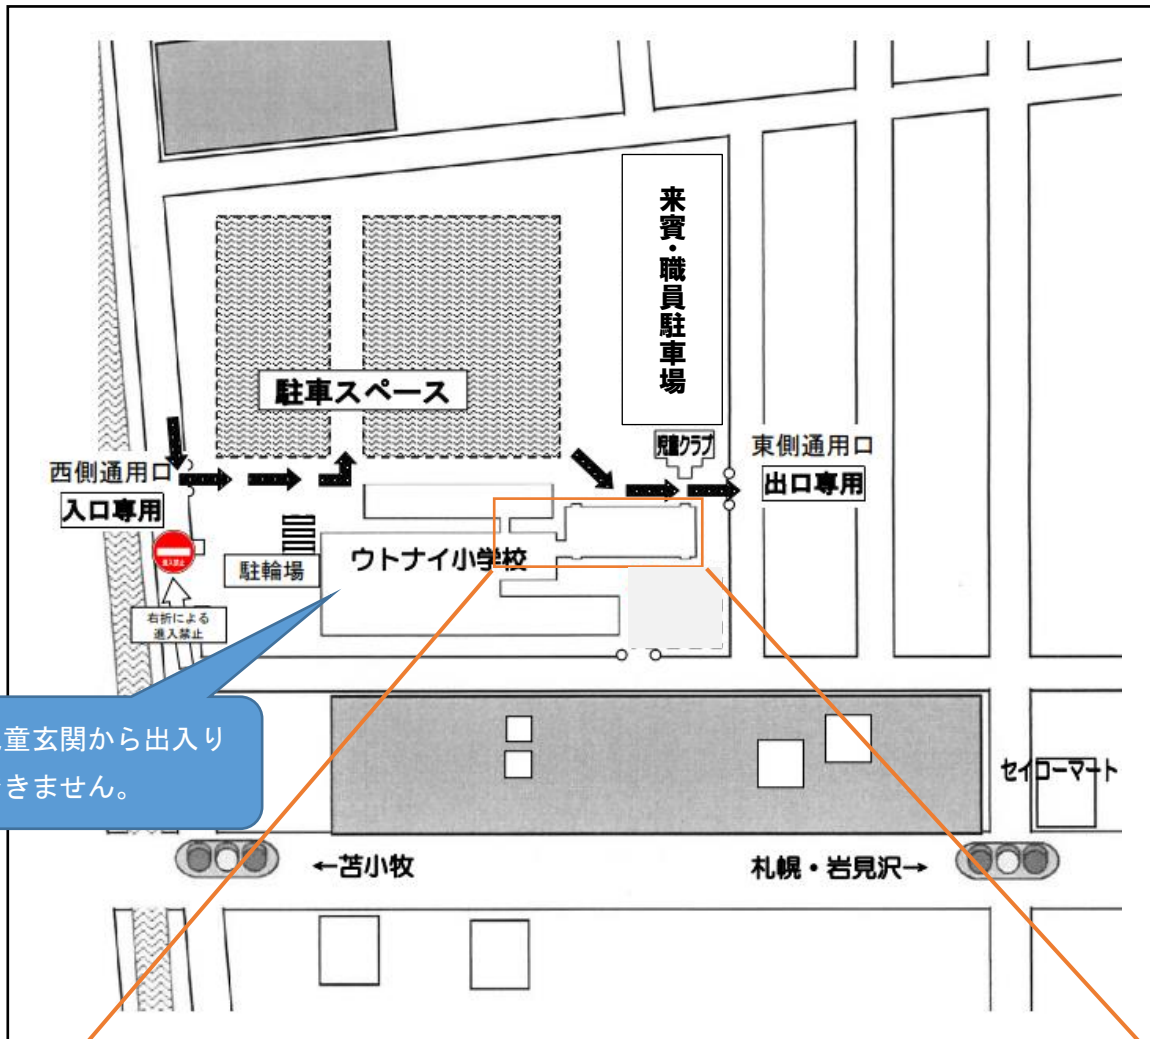 来賓・職員駐車場
駐車スペース
児童クラブ
西側通用口
入口専用
東側通用口
出口専用
進入禁止
駐輪場
ウトナイ小学校
右折による
進入禁止
童玄関から出入り
きません。
セイコーマート
←苫小牧
札幌・岩見沢→